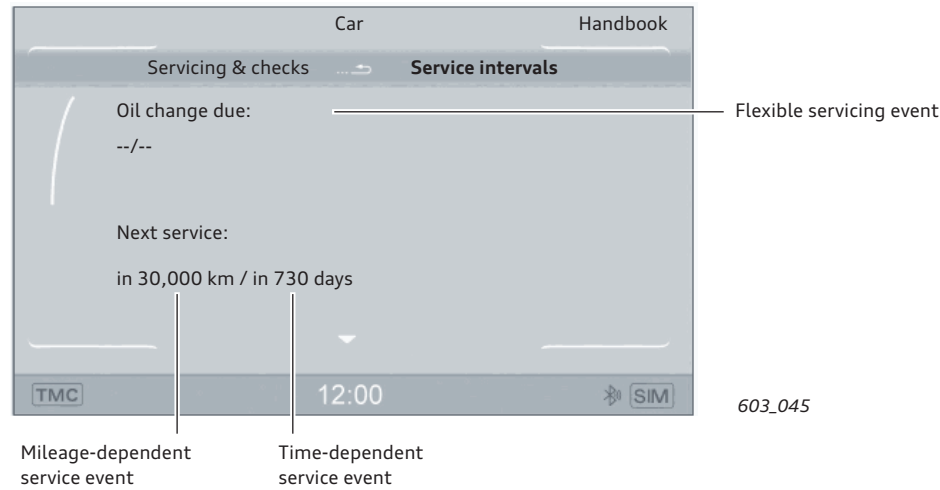 Car Handbook
Servicing & checks ... Service intervals
Oil change due:
Flexible servicing event
--/--
Next service:
in 30,000 km / in 730 days
TMC 12:00 SIM
603_045
Mileage-dependent
service event
Time-dependent
service event